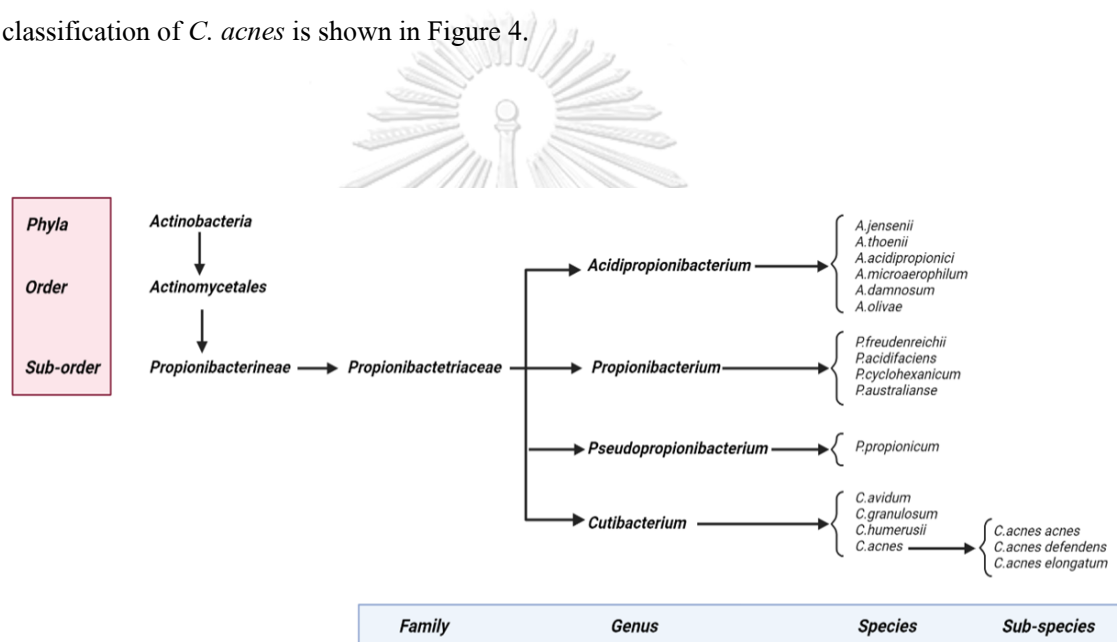 classification of C. acnes is shown in Figure 4.
Phyla
Actinobacteria
Order
Actinomycetales
Sub-order
Propionibacterineae
Propionibactetriaceae
Acidipropionibacterium
A.jensenii
A.thoenii
A.acidipropionici
A.microaerophilum
A.damnosum
A.olivae
Propionibacterium
P.freudenreichii
P.acidifaciens
P.cyclohexanicum
P.australianse
Pseudopropionibacterium
P.propionicum
Cutibacterium
C.avidum
C.granulosum
C.humerusii
C.acnes
C.acnes acnes
C.acnes defendens
C.acnes elongatum
Family Genus Species Sub-species